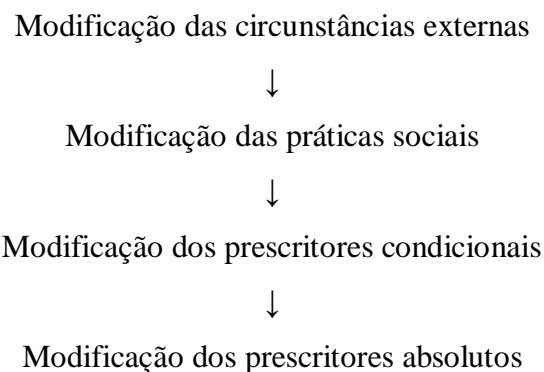 Modificação das circunstâncias externas
↓
Modificação das práticas sociais
↓
Modificação dos prescritores condicionais
↓
Modificação dos prescritores absolutos